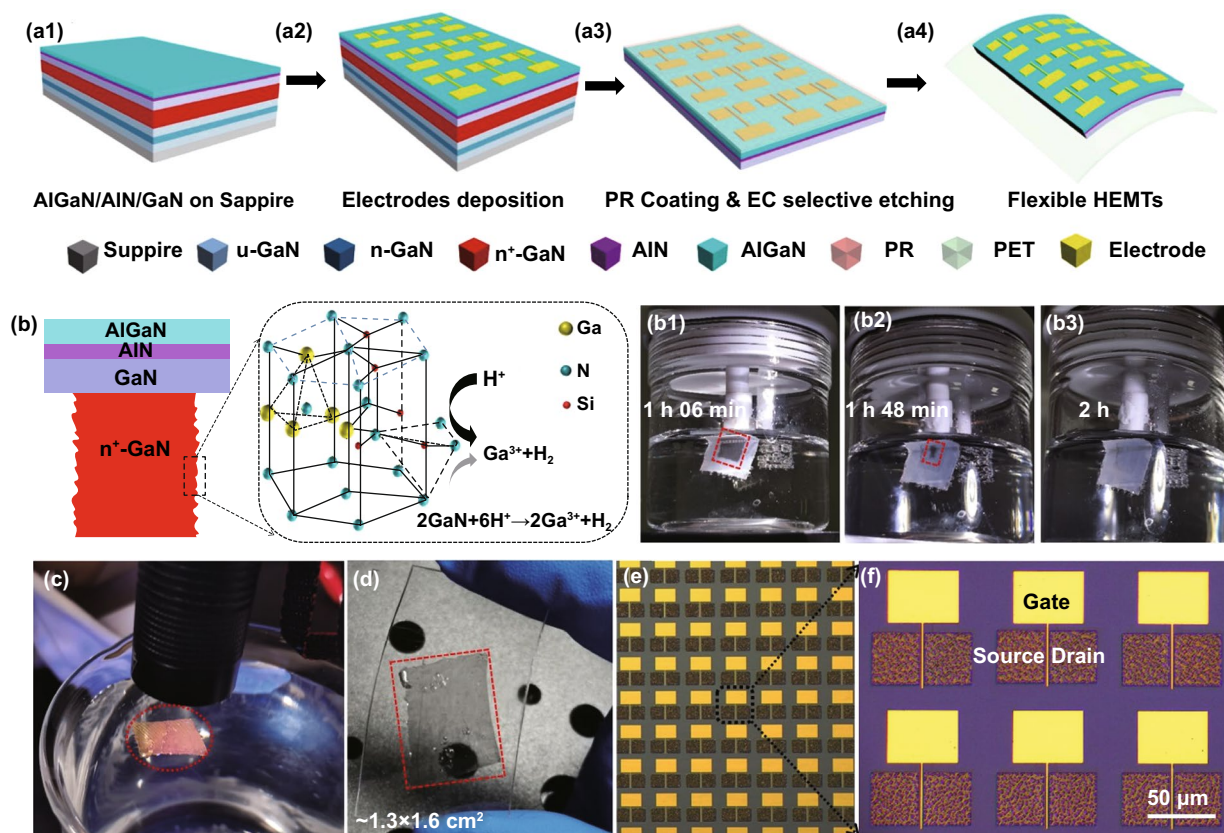 (a1)
(a2)
(a3)
(a4)
AlGaN/AlN/GaN on Sappire
Electrodes deposition
PR Coating & EC selective etching
Flexible HEMTs
Suppire
u-GaN
n-GaN
n⁺-GaN
AlN
AlGaN
PR
PET
Electrode
(b)
AlGaN
AlN
GaN
n⁺-GaN
Ga
N
Si
H⁺
Ga³⁺+H₂
2GaN+6H⁺→2Ga³⁺+H₂
(b1)
1 h 06 min
(b2)
1 h 48 min
(b3)
2 h
(c)
(d)
~1.3×1.6 cm²
(e)
(f)
Gate
Source Drain
50 µm